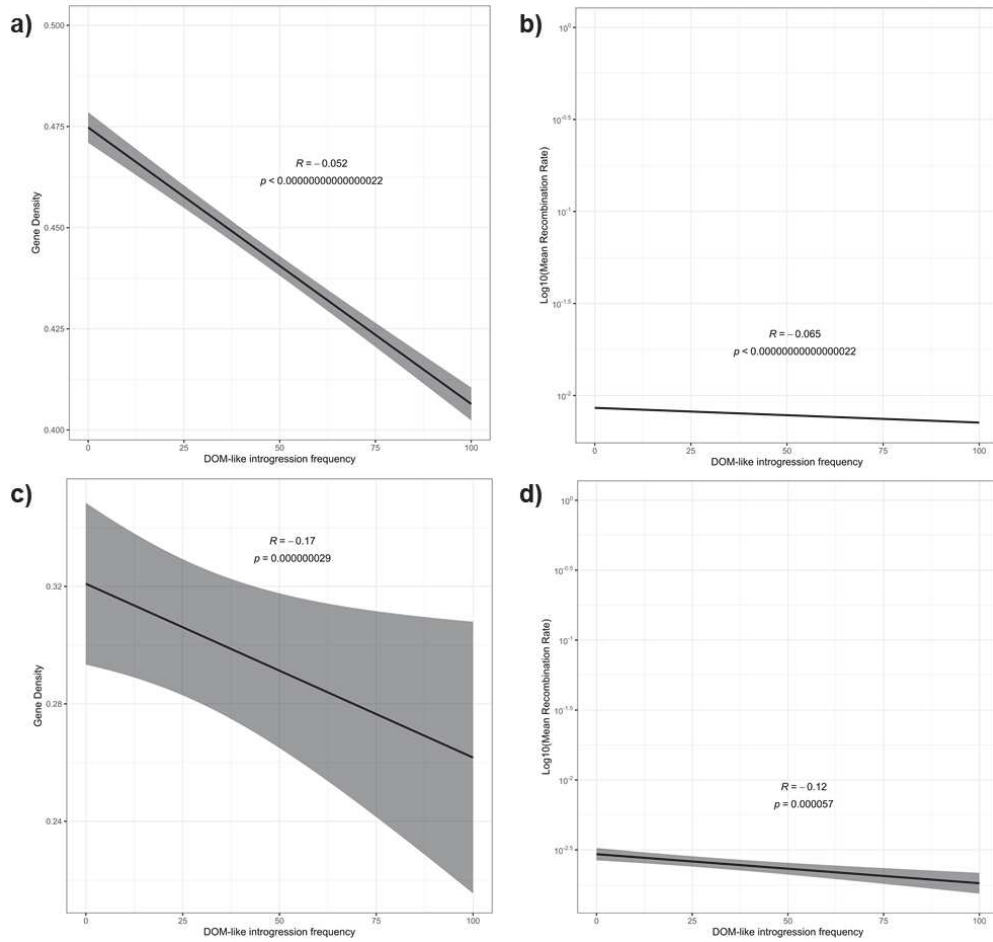 a)
0.500
0.475
0.450
0.425
0.400
Gene Density
R = − 0.052
p < 0.00000000000000022
0 25 50 75 100
DOM-like introgression frequency
b)
10^0
10^-0.5
10^-1
10^-1.5
10^-2
Log10(Mean Recombination Rate)
R = − 0.065
p < 0.00000000000000022
0 25 50 75 100
DOM-like introgression frequency
c)
0.32
0.28
0.24
Gene Density
R = − 0.17
p = 0.000000029
0 25 50 75 100
DOM-like introgression frequency
d)
10^0
10^-0.5
10^-1
10^-1.5
10^-2
10^-2.5
Log10(Mean Recombination Rate)
R = − 0.12
p = 0.000057
0 25 50 75 100
DOM-like introgression frequency